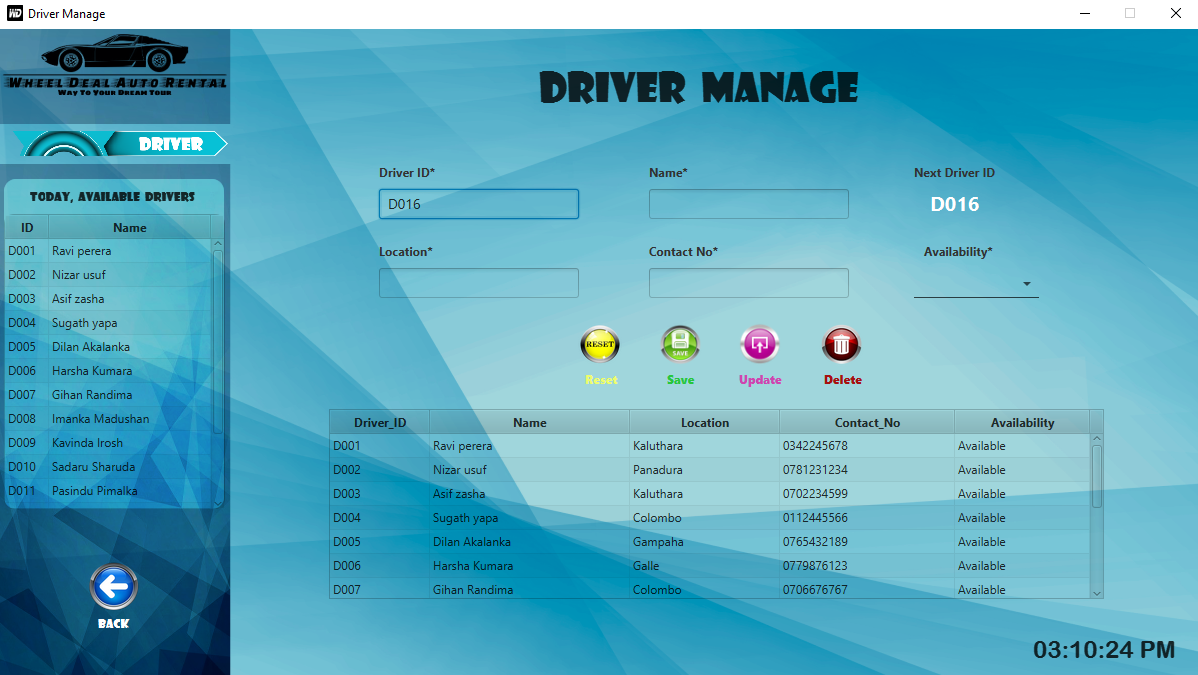 WD Driver Manage
Wheel Deal Auto Rental
Way To Your Dream Tour
DRIVER
TODAY, AVAILABLE DRIVERS
ID Name
D001 Ravi perera
D002 Nizar usuf
D003 Asif zasha
D004 Sugath yapa
D005 Dilan Akalanka
D006 Harsha Kumara
D007 Gihan Randima
D008 Imanka Madushan
D009 Kavinda Irosh
D010 Sadaru Sharuda
D011 Pasindu Pimalka
BACK
DRIVER MANAGE
Driver ID* Name* Next Driver ID
D016 D016
Location* Contact No* Availability*
RESET SAVE
Reset Save Update Delete
Driver_ID Name Location Contact_No Availability
D001 Ravi perera Kaluthara 0342245678 Available
D002 Nizar usuf Panadura 0781231234 Available
D003 Asif zasha Kaluthara 0702234599 Available
D004 Sugath yapa Colombo 0112445566 Available
D005 Dilan Akalanka Gampaha 0765432189 Available
D006 Harsha Kumara Galle 0779876123 Available
D007 Gihan Randima Colombo 0706676767 Available
03:10:24 PM